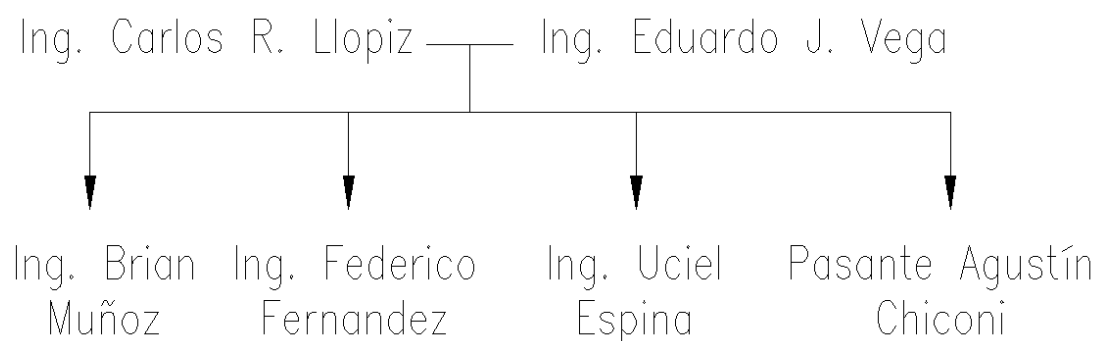 Ing. Carlos R. Llopiz Ing. Eduardo J. Vega
Ing. Brian Muñoz
Ing. Federico Fernandez
Ing. Uciel Espina
Pasante Agustín Chiconi